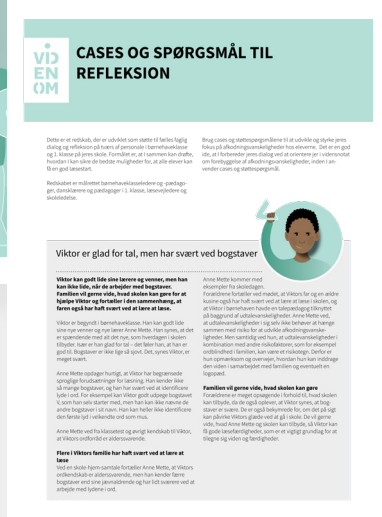 VID
EN
OM
CASES OG SPØRGSMÅL TIL
REFLEKSION
Dette er et redskab, der er udviklet som støtte til fælles faglig
dialog og refleksion på tværs af personale i børnehaveklasse
og 1. klasse på jeres skole. Formålet er, at I sammen kan drøfte,
hvordan I kan sikre de bedste muligheder for, at alle elever kan
få en god læsestart.
Redskabet er målrettet børnehaveklasseledere og -pædago-
ger, dansklærere og pædagoger i 1. klasse, læsevejledere og
skoleledelse.
Brug cases og støttespørgsmålene til at udvikle og styrke jeres
fokus på afkodningsvanskeligheder hos eleverne. Det er en god
ide, at I forbereder jeres dialog ved at orientere jer i vidensnotat
om forebyggelse af afkodningsvanskeligheder, inden I an-
vender cases og støttespørgsmål.
Viktor er glad for tal, men har svært ved bogstaver
Viktor kan godt lide sine lærere og venner, men han
kan ikke lide, når de arbejder med bogstaver.
Familien vil gerne vide, hvad skolen kan gøre for at
hjælpe Viktor og fortæller i den sammenhæng, at
faren også har haft svært ved at lære at læse.
Viktor er begyndt i børnehaveklasse. Han kan godt lide
sine nye venner og lærer Anne Mette. Han synes, at det
er spændende med alt det nye, som hverdagen i skolen
tilbyder. Især er han glad for tal - det føler han, at han er
god til. Bogstaver er ikke lige så sjove. Det, synes Viktor, er
meget svært.
Anne Mette opdager hurtigt, at Viktor har begrænsede
sproglige forudsætninger for læsning. Han kender ikke
så mange bogstaver, og han har svært ved at identificere
lyde i ord. For eksempel kan Viktor godt udpege bogstavet
V, som han selv starter med, men han kan ikke nævne de
andre bogstaver i sit navn. Han kan heller ikke identificere
den første lyd i velkendte ord som mus.
Anne Mette ved fra klassetest og øvrigt kendskab til Viktor,
at Viktors ordforråd er alderssvarende.
Flere i Viktors familie har haft svært ved at lære at
læse
Ved en skole-hjem-samtale fortæller Anne Mette, at Viktors
ordkendskab er alderssvarende, men han kender færre
bogstaver end sine jævnaldrende og har lidt sværere ved at
arbejde med lydene i ord.
Anne Mette kommer med
eksempler fra skoledagen.
Forældrene fortæller ved mødet, at Viktors far og en ældre
kusine også har haft svært ved at lære at læse i skolen, og
at Viktor i børnehaven havde en talepædagog tilknyttet
på baggrund af udtalevanskeligheder. Anne Mette ved,
at udtalevanskeligheder i sig selv ikke behøver at hænge
sammen med risiko for at udvikle afkodningsvanske-
ligheder. Men samtidig ved hun, at udtalevanskeligheder i
kombination med andre risikofaktorer, som for eksempel
ordblindhed i familien, kan være et risikotegn. Derfor er
hun opmærksom og overvejer, hvordan hun kan inddrage
den viden i samarbejdet med familien og eventuelt en
logopæd.
Familien vil gerne vide, hvad skolen kan gøre
Forældrene er meget opsøgende i forhold til, hvad skolen
kan tilbyde, da de også oplever, at Viktor synes, at bog-
staver er svære. De er også bekymrede for, om det på sigt
kan påvirke Viktors glæde ved at gå i skole. De vil gerne
vide, hvad Anne Mette og skolen kan tilbyde, så Viktor kan
få gode læsefærdigheder, som er et vigtigt grundlag for at
tilegne sig viden og færdigheder.